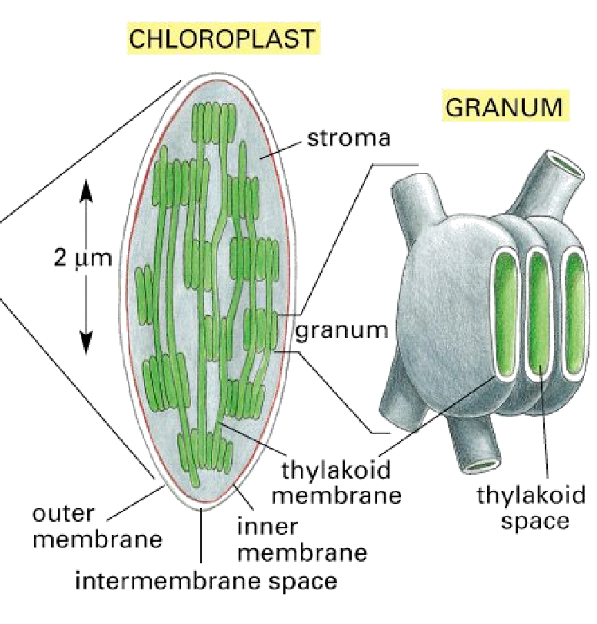 CHLOROPLAST
GRANUM
stroma
2 μm
granum
thylakoid
membrane
thylakoid
space
outer
membrane
inner
membrane
intermembrane space